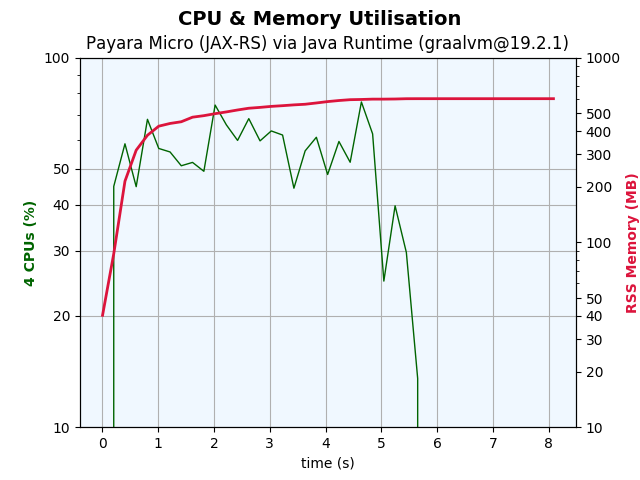 CPU & Memory Utilisation
Payara Micro (JAX-RS) via Java Runtime (graalvm@19.2.1)
100
50
40
30
20
10
4 CPUs (%)
1000
500
400
300
200
100
50
40
30
20
10
RSS Memory (MB)
0 1 2 3 4 5 6 7 8
time (s)